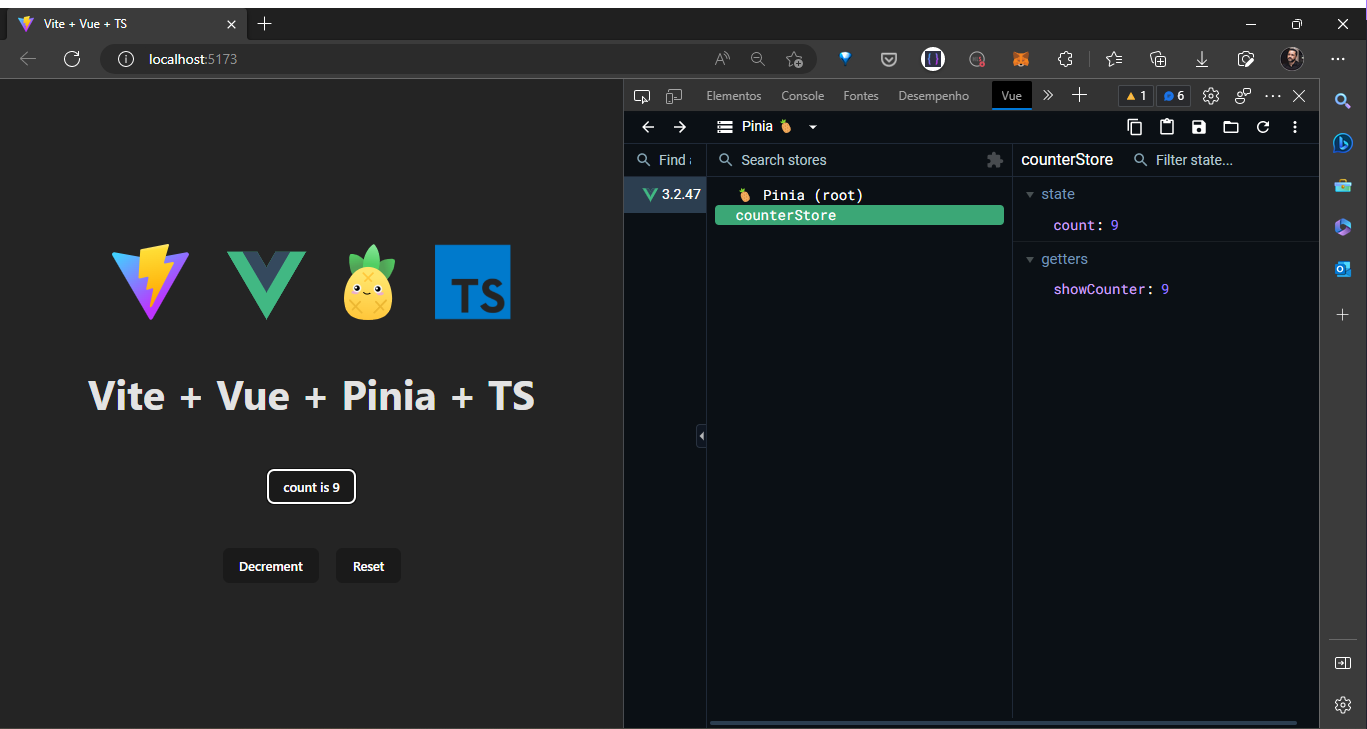 Vite + Vue + TS
localhost:5173
Elementos Console Fontes Desempenho Vue 1 6
Pinia
Find Search stores counterStore Filter state...
3.2.47 Pinia (root) state
counterStore
count: 9
getters
showCounter: 9
TS
Vite + Vue + Pinia + TS
count is 9
Decrement Reset